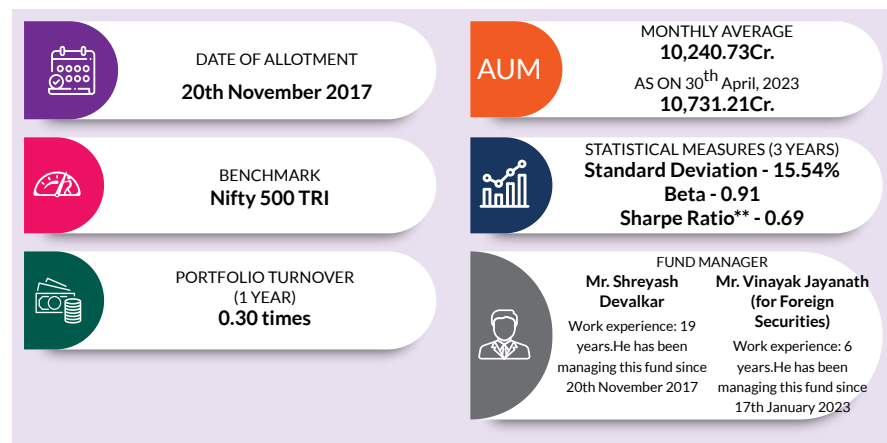 DATE OF ALLOTMENT
20th November 2017
BENCHMARK
Nifty 500 TRI
PORTFOLIO TURNOVER
(1 YEAR)
0.30 times
AUM
MONTHLY AVERAGE
10,240.73Cr.
AS ON 30th April, 2023
10,731.21Cr.
STATISTICAL MEASURES (3 YEARS)
Standard Deviation - 15.54%
Beta - 0.91
Sharpe Ratio** - 0.69
FUND MANAGER
Mr. Shreyash
Devalkar
Work experience: 19
years.He has been
managing this fund since
20th November 2017
Mr. Vinayak Jayanath
(for Foreign
Securities)
Work experience: 6
years.He has been
managing this fund since
17th January 2023